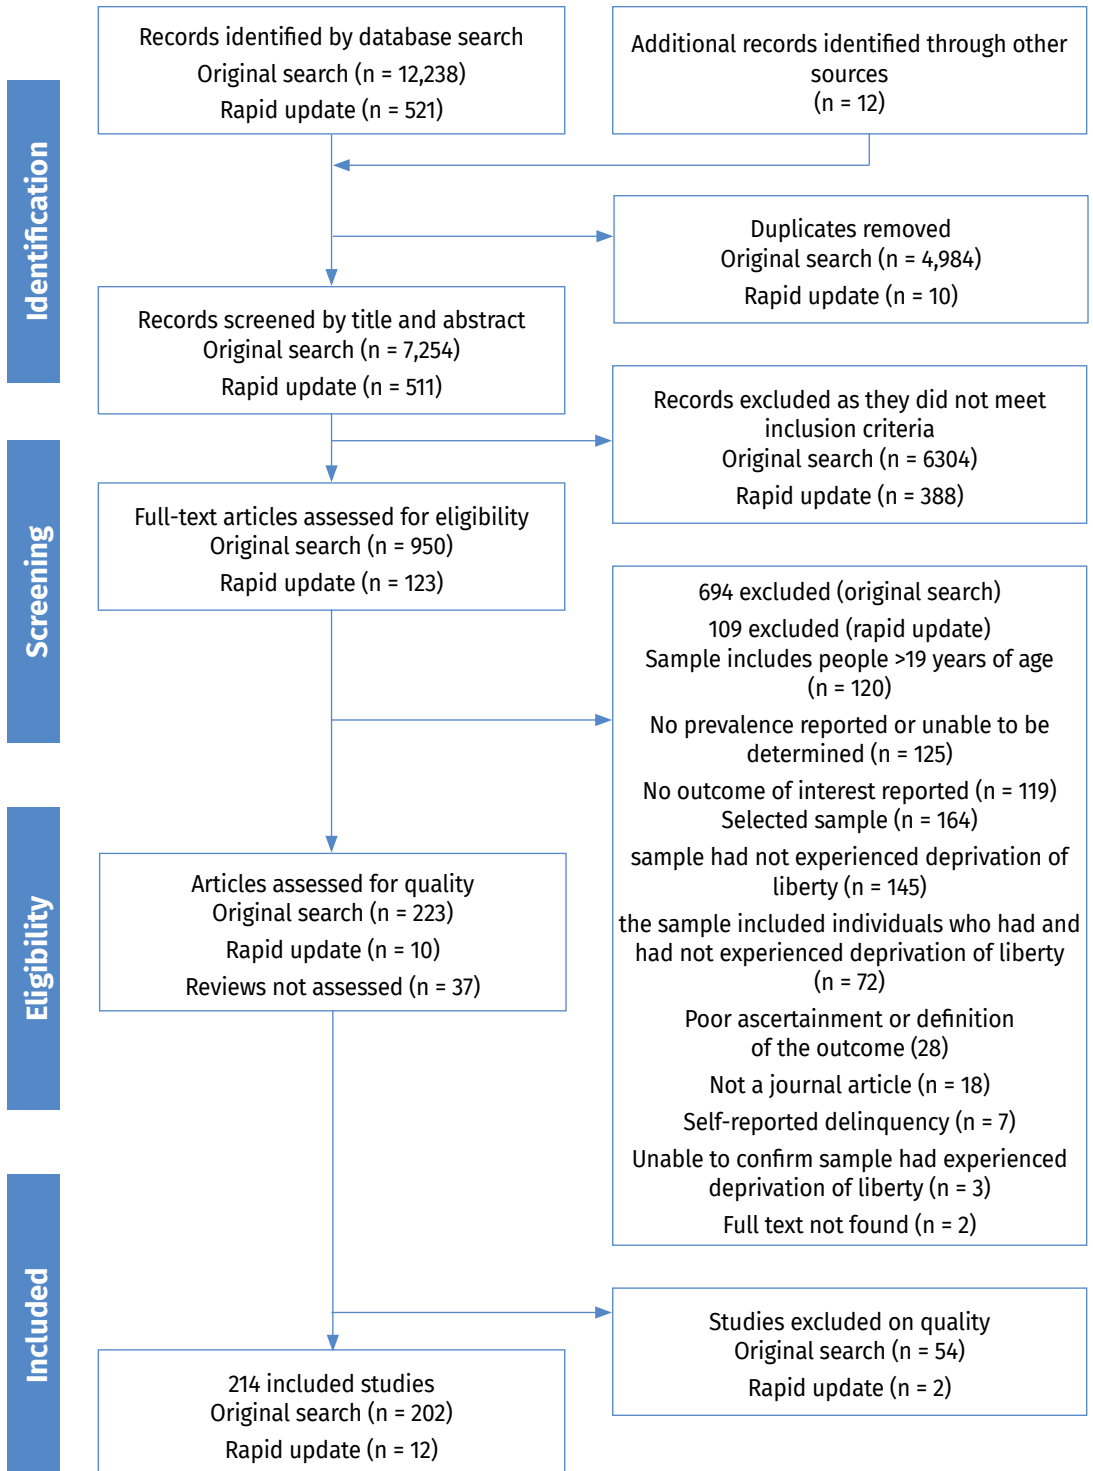 Records identified by database search
Original search (n = 12,238)
Rapid update (n = 521)
Additional records identified through other
sources
(n = 12)
Identification
Duplicates removed
Original search (n = 4,984)
Rapid update (n = 10)
Records screened by title and abstract
Original search (n = 7,254)
Rapid update (n = 511)
Records excluded as they did not meet
inclusion criteria
Original search (n = 6304)
Rapid update (n = 388)
Screening
Full-text articles assessed for eligibility
Original search (n = 950)
Rapid update (n = 123)
694 excluded (original search)
109 excluded (rapid update)
Sample includes people >19 years of age
(n = 120)
No prevalence reported or unable to be
determined (n = 125)
No outcome of interest reported (n = 119)
Selected sample (n = 164)
sample had not experienced deprivation of
liberty (n = 145)
the sample included individuals who had and
had not experienced deprivation of liberty
(n = 72)
Poor ascertainment or definition
of the outcome (28)
Not a journal article (n = 18)
Self-reported delinquency (n = 7)
Unable to confirm sample had experienced
deprivation of liberty (n = 3)
Full text not found (n = 2)
Eligibility
Articles assessed for quality
Original search (n = 223)
Rapid update (n = 10)
Reviews not assessed (n = 37)
Included
Studies excluded on quality
Original search (n = 54)
Rapid update (n = 2)
214 included studies
Original search (n = 202)
Rapid update (n = 12)